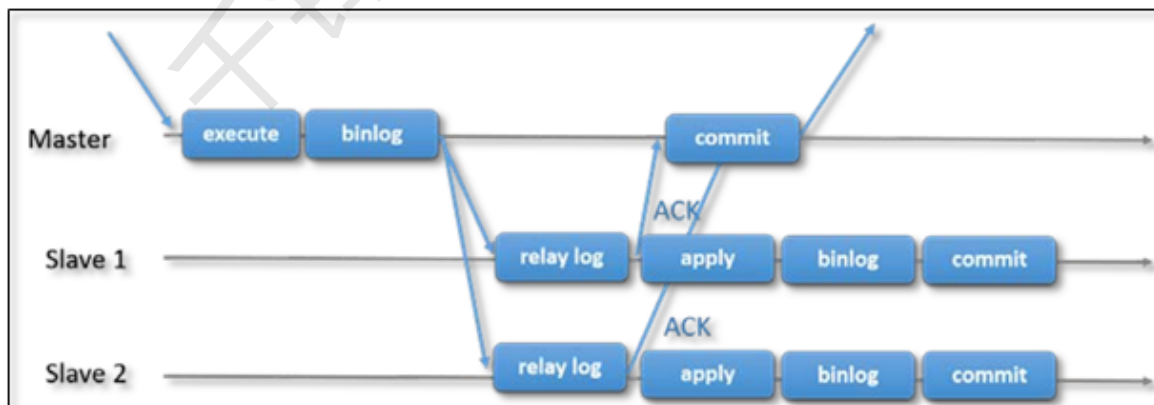 Master execute binlog commit
ACK
Slave 1 relay log apply binlog commit
ACK
Slave 2 relay log apply binlog commit